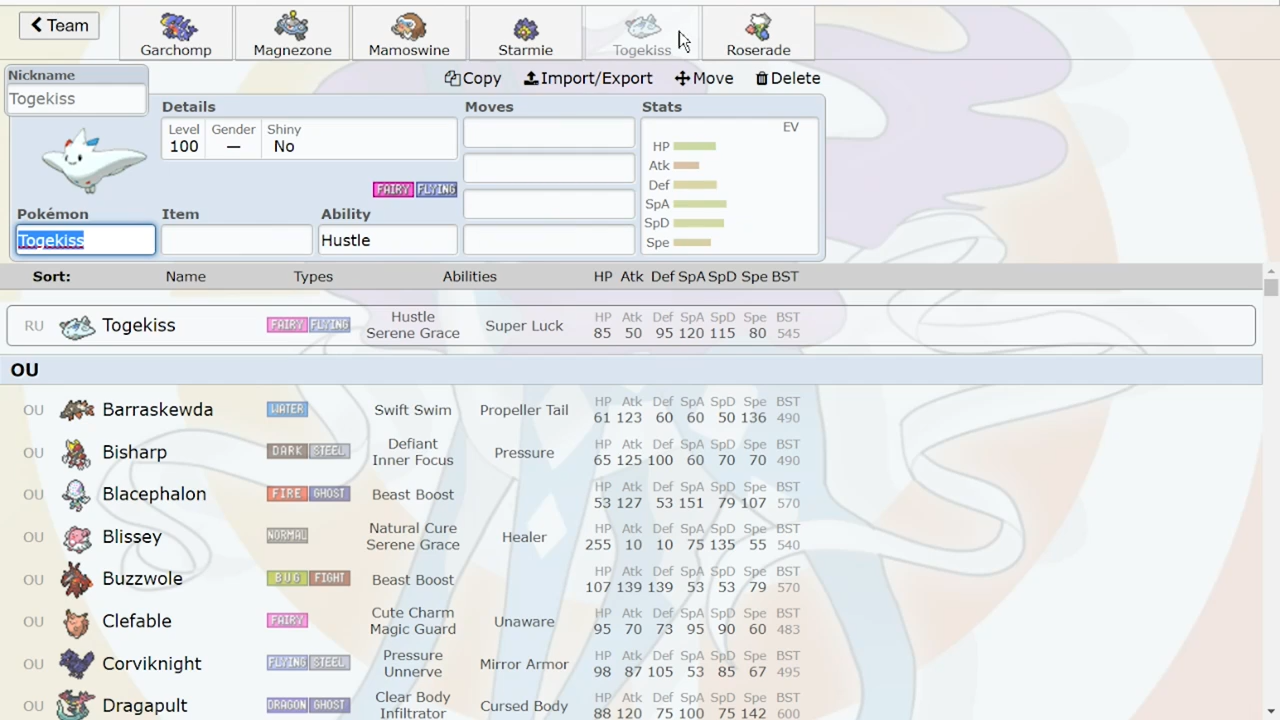 Team
Garchomp
Magnezone
Mamoswine
Starmie
Togekiss
Roserade
Nickname
Togekiss
Copy
Import/Export
Move
Delete
Details
Level 100
Gender —
Shiny No
FAIRY FLYING
Pokémon
Togekiss
Item
Ability
Hustle
Moves
Stats
EV
HP
Atk
Def
SpA
SpD
Spe
Sort: Name Types Abilities HP Atk Def SpA SpD Spe BST
RU Togekiss FAIRY FLYING Hustle Serene Grace Super Luck HP 85 Atk 50 Def 95 SpA 120 SpD 115 Spe 80 BST 545
OU
OU Barraskewda WATER Swift Swim Propeller Tail HP 61 Atk 123 Def 60 SpA 60 SpD 50 Spe 136 BST 490
OU Bisharp DARK STEEL Defiant Inner Focus Pressure HP 65 Atk 125 Def 100 SpA 60 SpD 70 Spe 70 BST 490
OU Blacephalon FIRE GHOST Beast Boost HP 53 Atk 127 Def 53 SpA 151 SpD 79 Spe 107 BST 570
OU Blissey NORMAL Natural Cure Serene Grace Healer HP 255 Atk 10 Def 10 SpA 75 SpD 135 Spe 55 BST 540
OU Buzzwole BUG FIGHT Beast Boost HP 107 Atk 139 Def 139 SpA 53 SpD 53 Spe 79 BST 570
OU Clefable FAIRY Cute Charm Magic Guard Unaware HP 95 Atk 70 Def 73 SpA 95 SpD 90 Spe 60 BST 483
OU Corviknight FLYING STEEL Pressure Unnerve Mirror Armor HP 98 Atk 87 Def 105 SpA 53 SpD 85 Spe 67 BST 495
OU Dragapult DRAGON GHOST Clear Body Infiltrator Cursed Body HP 88 Atk 120 Def 75 SpA 100 SpD 75 Spe 142 BST 600